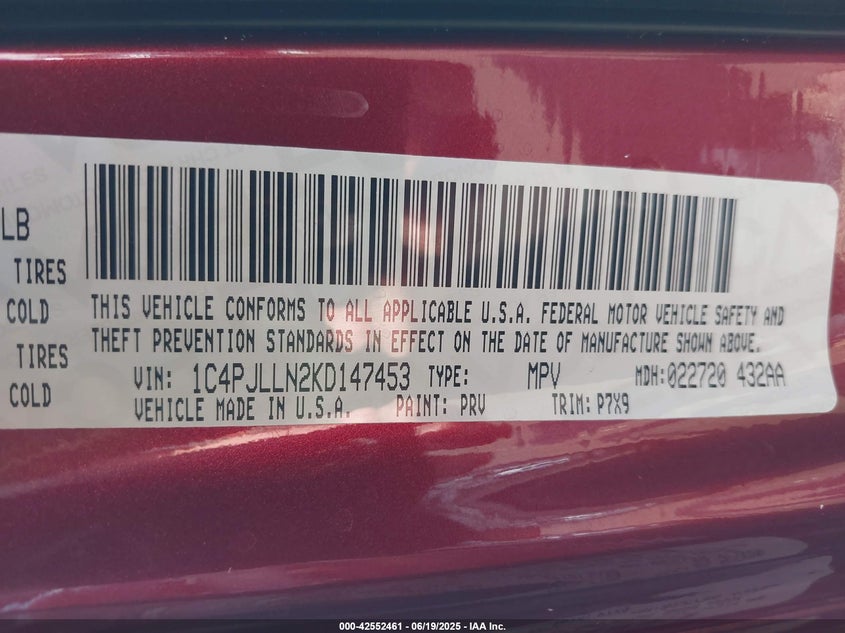 LB
TIRES
COLD
TIRES
COLD
THIS VEHICLE CONFORMS TO ALL APPLICABLE U.S.A. FEDERAL MOTOR VEHICLE SAFETY AND
THEFT PREVENTION STANDARDS IN EFFECT ON THE DATE OF MANUFACTURE SHOWN ABOVE.
VIN: 1C4PJLLN2KD147453 TYPE: MPV MDH:022720 432AA
VEHICLE MADE IN U.S.A. PAINT: PRV TRIM: P7X9
000-42552461 - 06/19/2025 - IAA Inc.